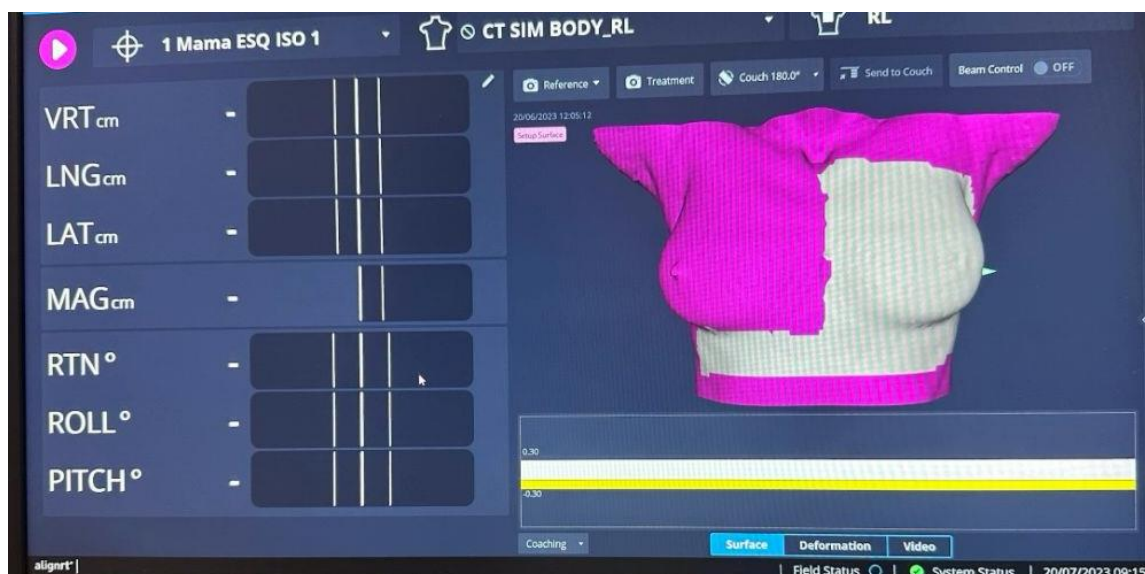 1 Mama ESQ ISO 1
CT SIM BODY_RL
RL
VRT cm -
LNG cm -
LAT cm -
MAG cm -
RTN ° -
ROLL ° -
PITCH ° -
Reference
Treatment
Couch 180.0°
Send to Couch
Beam Control OFF
20/06/2023 12:05:12
Setup Surface
0.30
-0.30
Coaching
Surface Deformation Video
alignrt®
Field Status | System Status | 20/07/2023 09:15